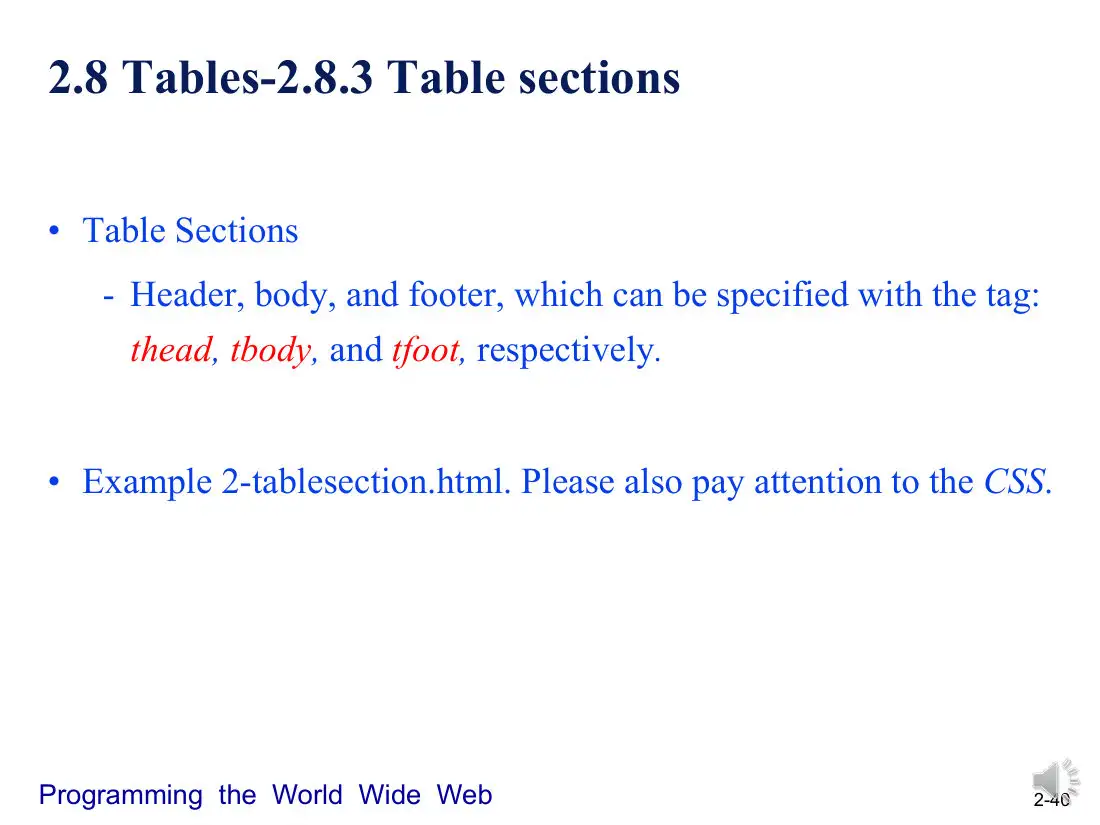 2.8 Tables-2.8.3 Table sections
• Table Sections
- Header, body, and footer, which can be specified with the tag:
thead, tbody, and tfoot, respectively.
• Example 2-tablesection.html. Please also pay attention to the CSS.
Programming the World Wide Web
2-40